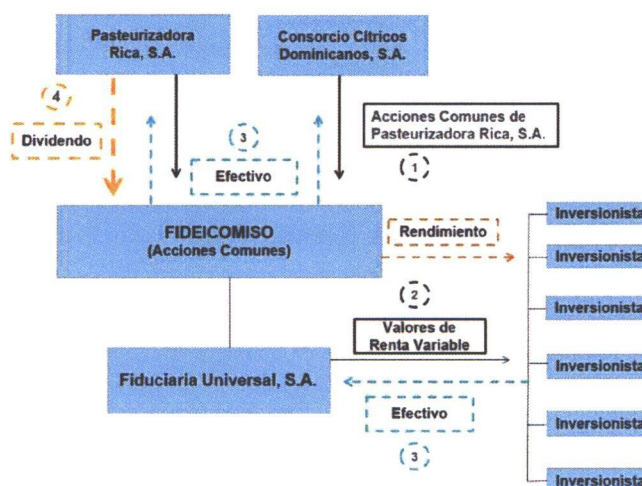 Pasteurizadora
Rica, S.A.
Consorcio Cítricos
Dominicanos, S.A.
4
Dividendo
3
Efectivo
Acciones Comunes de
Pasteurizadora Rica, S.A.
1
FIDEICOMISO
(Acciones Comunes)
Rendimiento
2
Valores de
Renta Variable
Fiduciaria Universal, S.A.
Efectivo
3
Inversionista
Inversionista
Inversionista
Inversionista
Inversionista
Inversionista